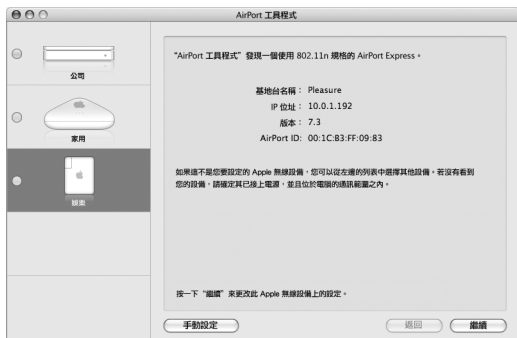 AirPort 工具程式
公司
家用
娛樂
“AirPort 工具程式”發現一個使用 802.11n 規格的 AirPort Express。
基地台名稱： Pleasure
IP 位址： 10.0.1.192
版本： 7.3
AirPort ID: 00:1C:B3:FF:09:83
如果這不是您要設定的 Apple 無線設備，您可以從左邊的列表中選擇其他設備。若沒有看到
您的設備，請確定其已接上電源，並且位於電腦的通訊範圍之內。
按一下“繼續”來更改此 Apple 無線設備上的設定。
手動設定
返回
繼續